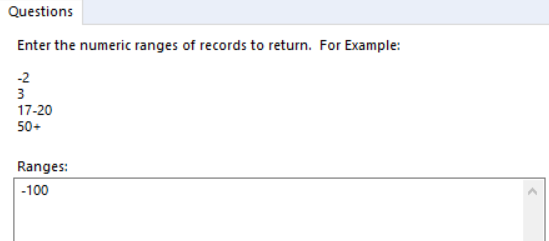 Questions
Enter the numeric ranges of records to return.  For Example:
-2
3
17-20
50+
Ranges:
-100